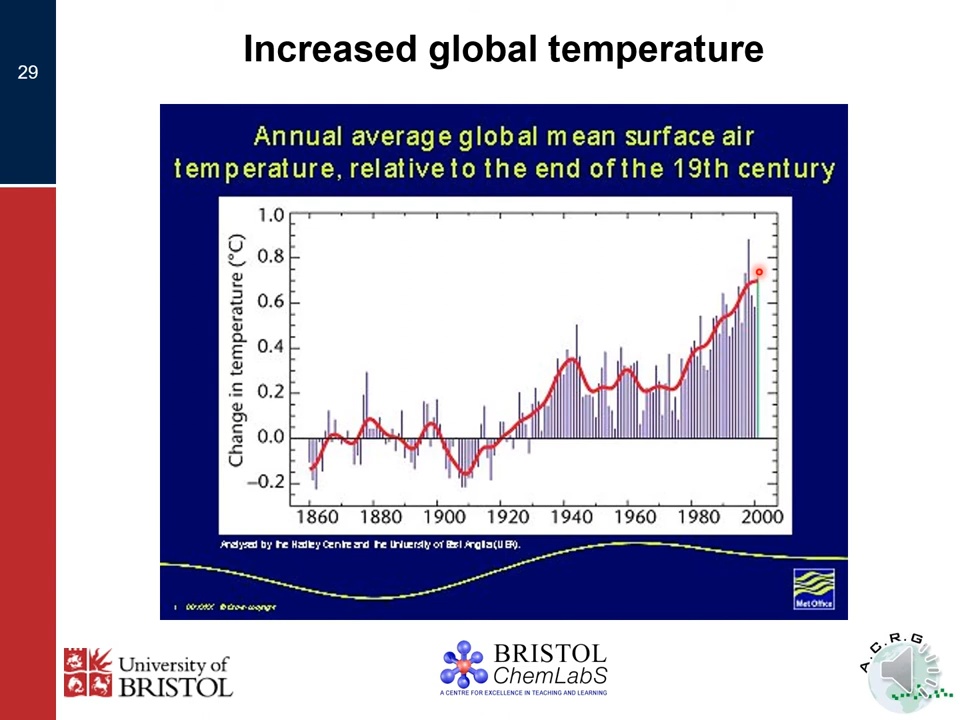 Increased global temperature
29
Annual average global mean surface air
temperature, relative to the end of the 19th century
Change in temperature (°C)
1.0
0.8
0.6
0.4
0.2
0.0
−0.2
1860 1880 1900 1920 1940 1960 1980 2000
Analysed by the Hadley Centre and the University of East Anglia (UEA).
Met Office
University of
BRISTOL
BRISTOL
ChemLabS
A CENTRE FOR EXCELLENCE IN TEACHING AND LEARNING
A.C.R.G